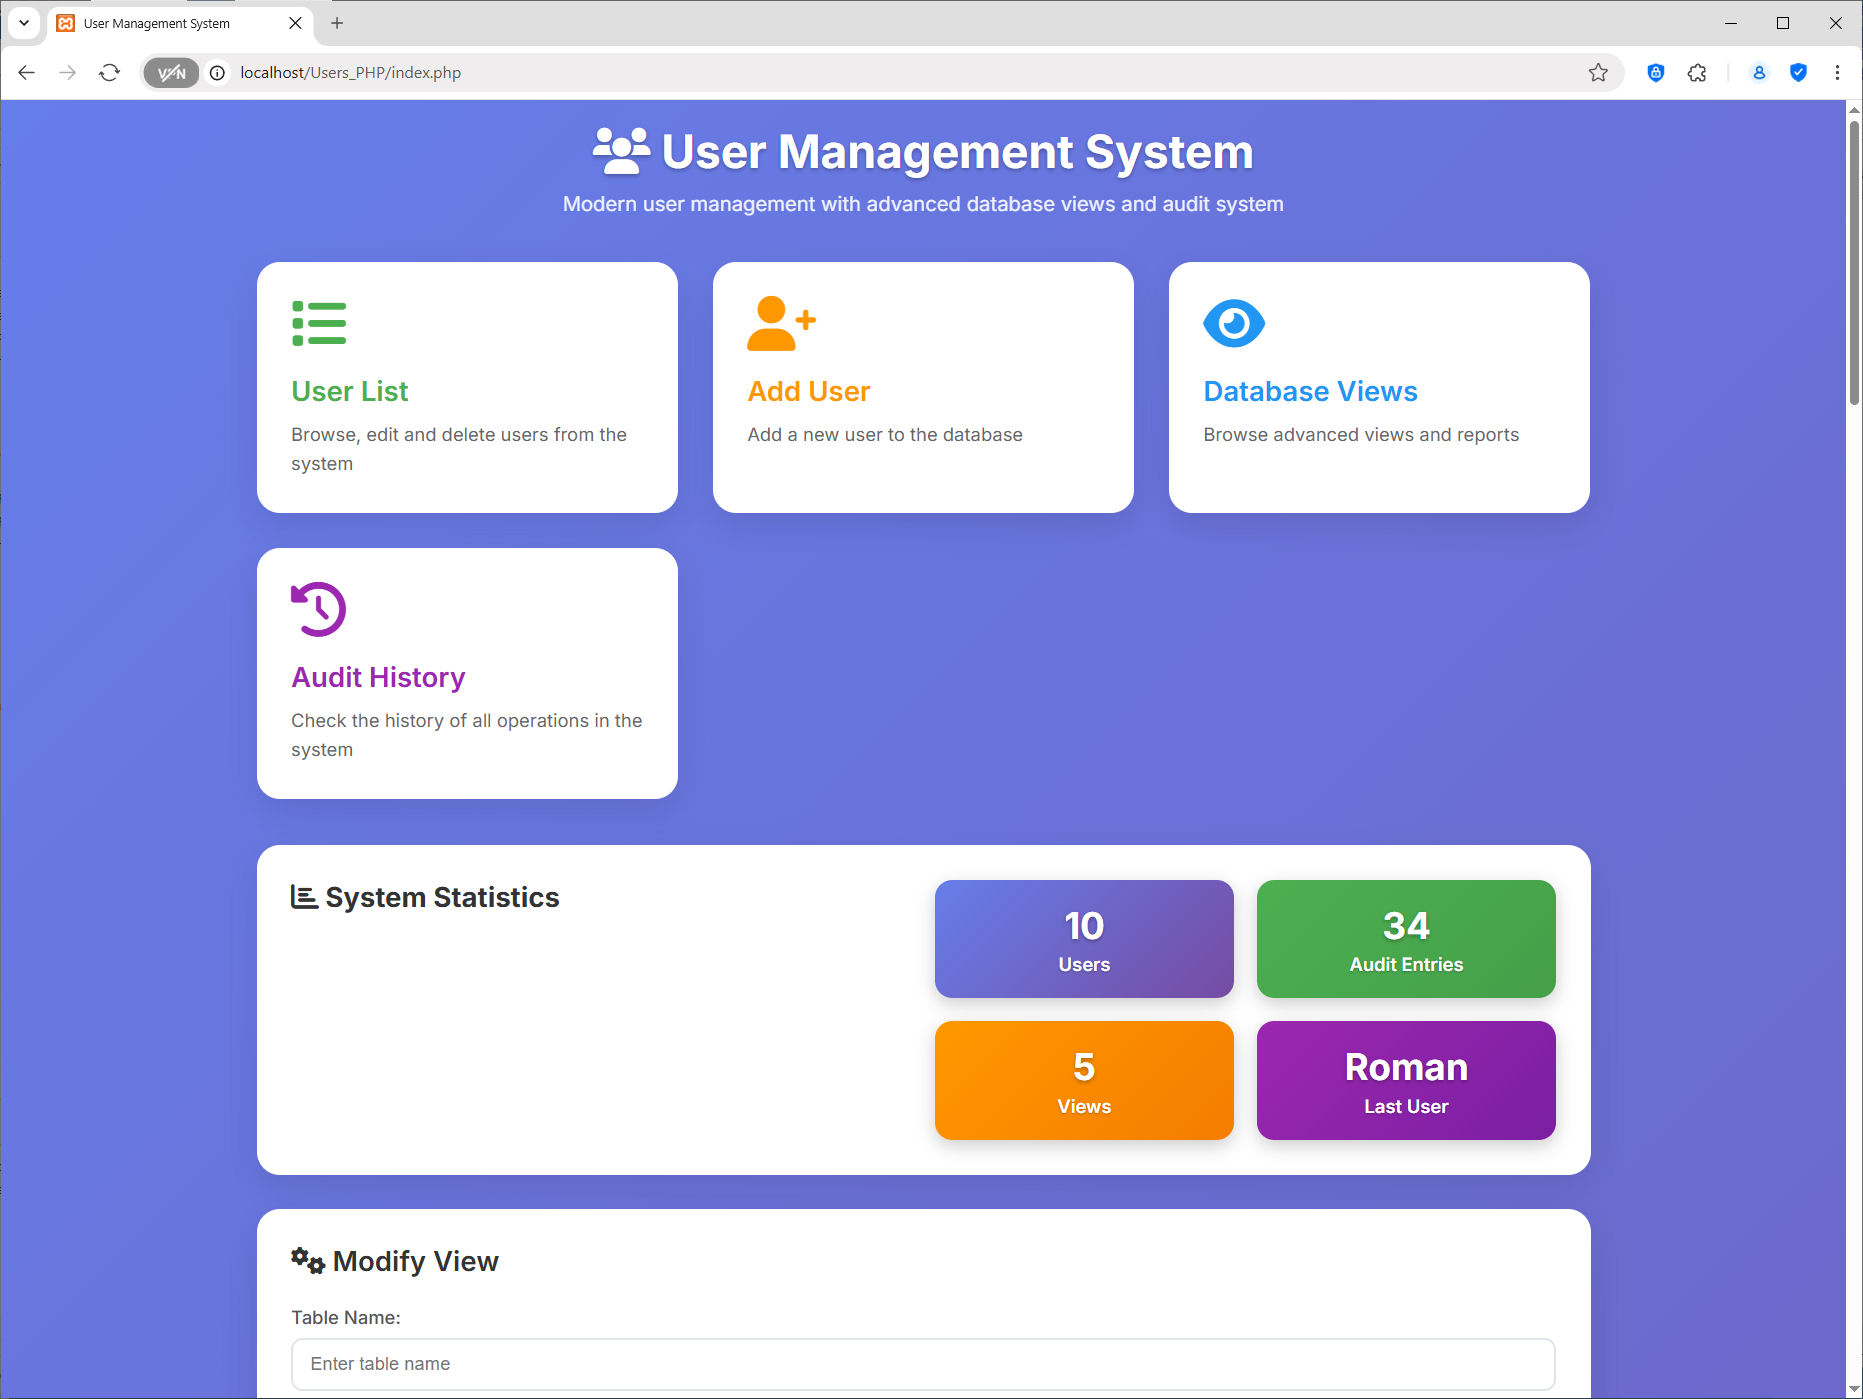 User Management System
VPN
localhost/Users_PHP/index.php
User Management System
Modern user management with advanced database views and audit system
User List
Browse, edit and delete users from the
system
Add User
Add a new user to the database
Database Views
Browse advanced views and reports
Audit History
Check the history of all operations in the
system
System Statistics
10
Users
34
Audit Entries
5
Views
Roman
Last User
Modify View
Table Name:
Enter table name